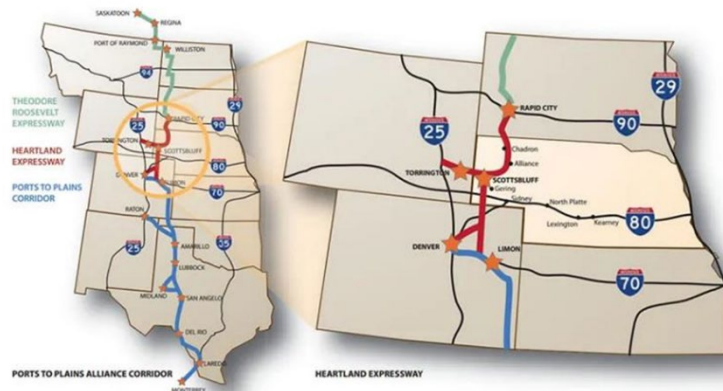 SASKATOON
REGINA
PORT OF RAYMOND
WILLISTON
94
THEODORE
ROOSEVELT
EXPRESSWAY
29
RAPID CITY
90
25
HEARTLAND
EXPRESSWAY
TORRINGTON
SCOTTSBLUFF
80
PORTS TO PLAINS
CORRIDOR
DENVER
LIMON
70
RATON
25
35
AMARILLO
LUBBOCK
MIDLAND
SAN ANGELO
DEL RIO
LAREDO
MONTERREY
PORTS TO PLAINS ALLIANCE CORRIDOR
29
RAPID CITY
90
25
Chadron
Alliance
TORRINGTON
SCOTTSBLUFF
Gering
Sidney
North Platte
Lexington
Kearney
80
DENVER
LIMON
70
HEARTLAND EXPRESSWAY